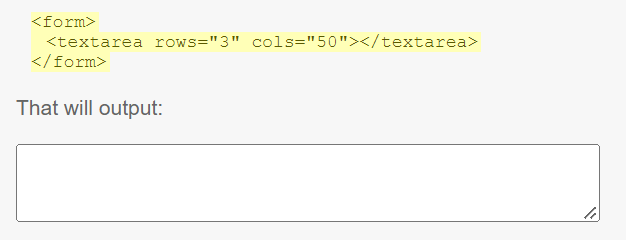 <form>
<textarea rows="3" cols="50"></textarea>
</form>
That will output: